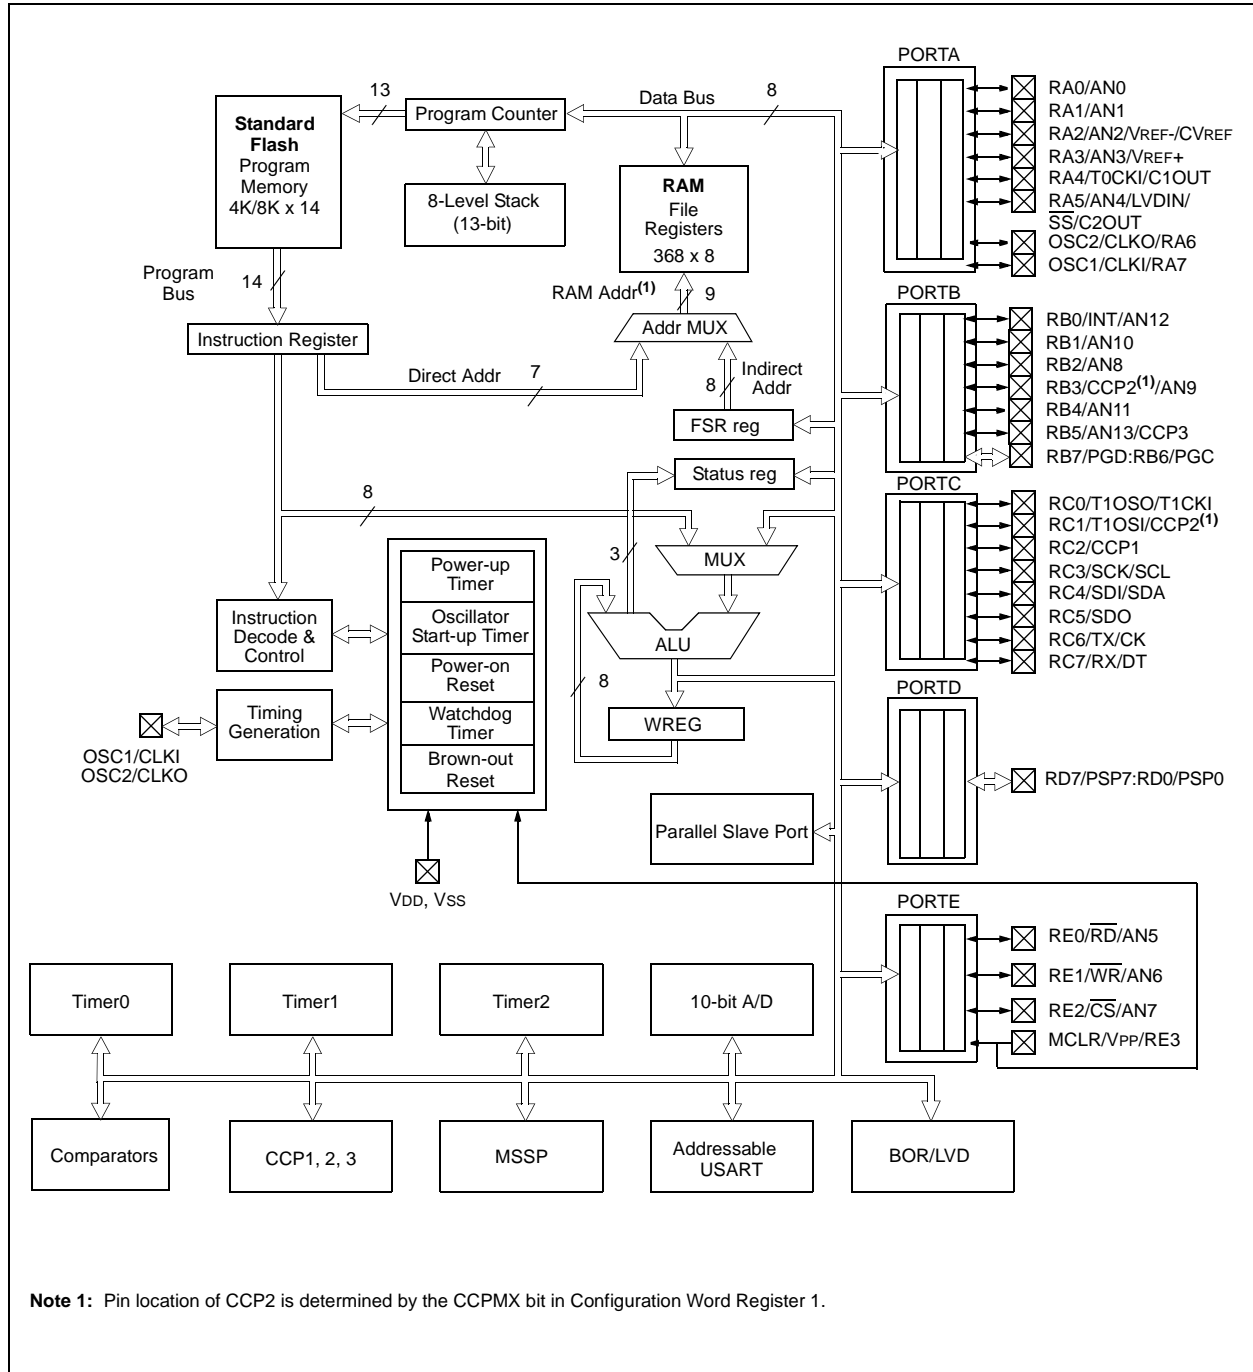 PORTA
13
Data Bus
8
Standard
Flash
Program
Memory
4K/8K x 14
Program Counter
8-Level Stack
(13-bit)
RAM
File
Registers
368 x 8
RA0/AN0
RA1/AN1
RA2/AN2/VREF-/CVREF
RA3/AN3/VREF+
RA4/T0CKI/C1OUT
RA5/AN4/LVDIN/
SS/C2OUT
OSC2/CLKO/RA6
OSC1/CLKI/RA7
Program
Bus
14
RAM Addr(1)
9
Instruction Register
Addr MUX
Direct Addr
7
8
Indirect
Addr
FSR reg
Status reg
PORTB
RB0/INT/AN12
RB1/AN10
RB2/AN8
RB3/CCP2(1)/AN9
RB4/AN11
RB5/AN13/CCP3
RB7/PGD:RB6/PGC
8
3
MUX
ALU
8
WREG
PORTC
RC0/T1OSO/T1CKI
RC1/T1OSI/CCP2(1)
RC2/CCP1
RC3/SCK/SCL
RC4/SDI/SDA
RC5/SDO
RC6/TX/CK
RC7/RX/DT
Instruction
Decode &
Control
Timing
Generation
OSC1/CLKI
OSC2/CLKO
Power-up
Timer
Oscillator
Start-up Timer
Power-on
Reset
Watchdog
Timer
Brown-out
Reset
VDD, VSS
Parallel Slave Port
PORTD
RD7/PSP7:RD0/PSP0
PORTE
RE0/RD/AN5
RE1/WR/AN6
RE2/CS/AN7
MCLR/VPP/RE3
Timer0
Timer1
Timer2
10-bit A/D
Comparators
CCP1, 2, 3
MSSP
Addressable
USART
BOR/LVD
Note 1: Pin location of CCP2 is determined by the CCPMX bit in Configuration Word Register 1.